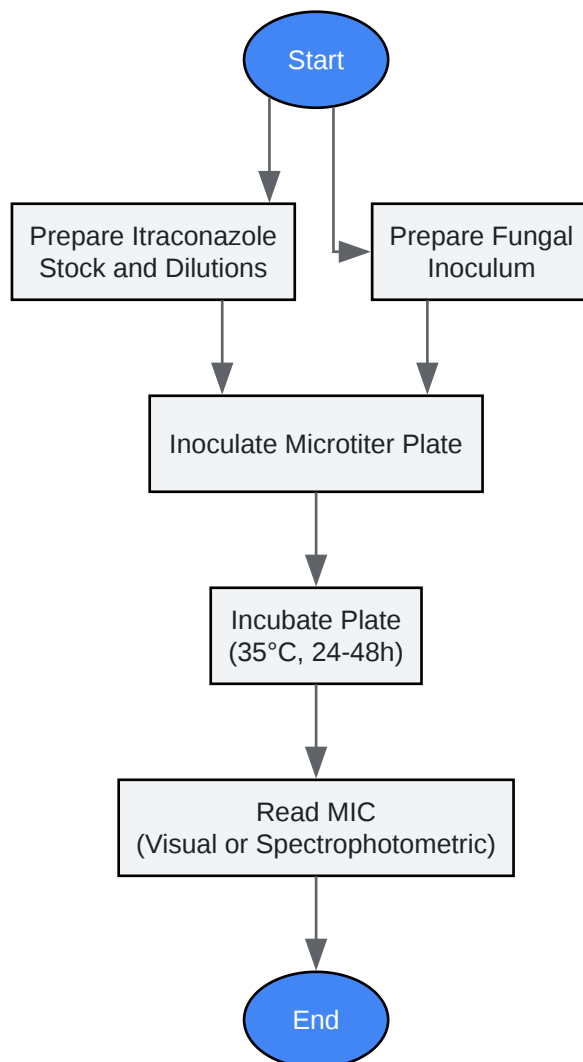 Start
Prepare Itraconazole
Stock and Dilutions
Prepare Fungal
Inoculum
Inoculate Microtiter Plate
Incubate Plate
(35°C, 24-48h)
Read MIC
(Visual or Spectrophotometric)
End